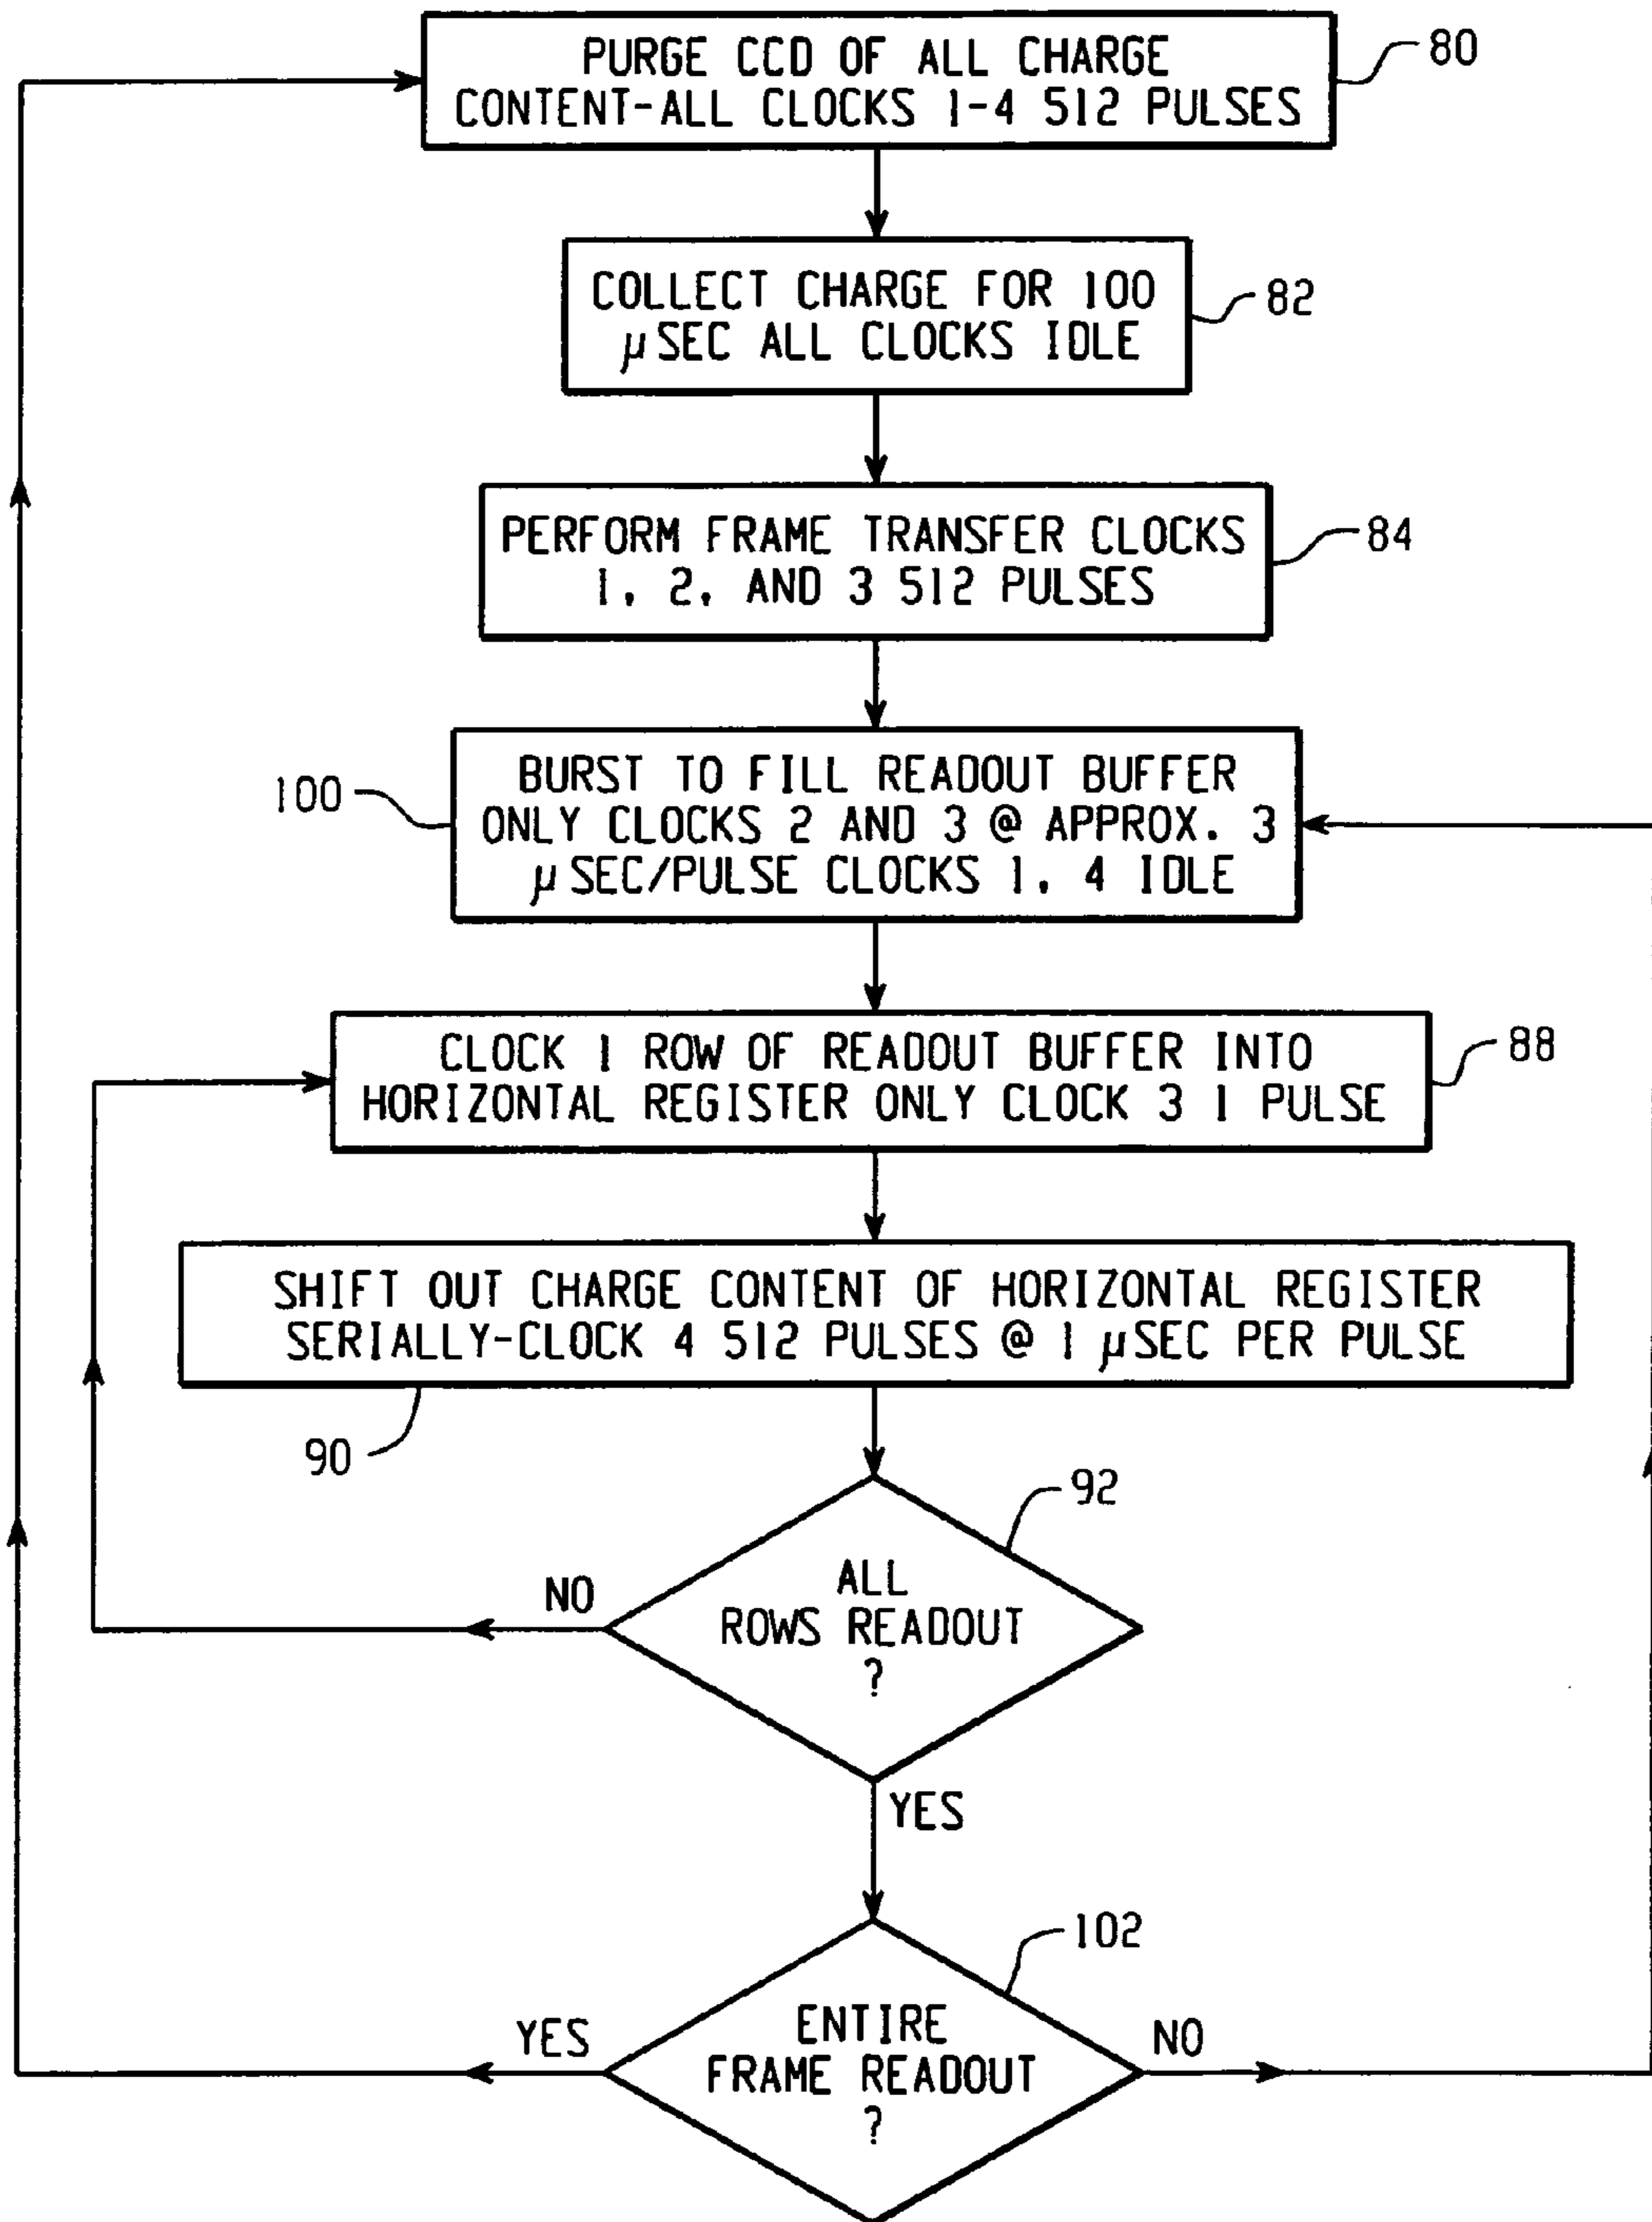 PURGE CCD OF ALL CHARGE
CONTENT-ALL CLOCKS 1-4 512 PULSES
80
COLLECT CHARGE FOR 100
µSEC ALL CLOCKS IDLE
82
PERFORM FRAME TRANSFER CLOCKS
1, 2, AND 3 512 PULSES
84
BURST TO FILL READOUT BUFFER
ONLY CLOCKS 2 AND 3 @ APPROX. 3
µSEC/PULSE CLOCKS 1, 4 IDLE
100
CLOCK 1 ROW OF READOUT BUFFER INTO
HORIZONTAL REGISTER ONLY CLOCK 3 1 PULSE
88
SHIFT OUT CHARGE CONTENT OF HORIZONTAL REGISTER
SERIALLY-CLOCK 4 512 PULSES @ 1 µSEC PER PULSE
90
92
ALL
ROWS READOUT
?
NO
YES
102
ENTIRE
FRAME READOUT
?
YES
NO